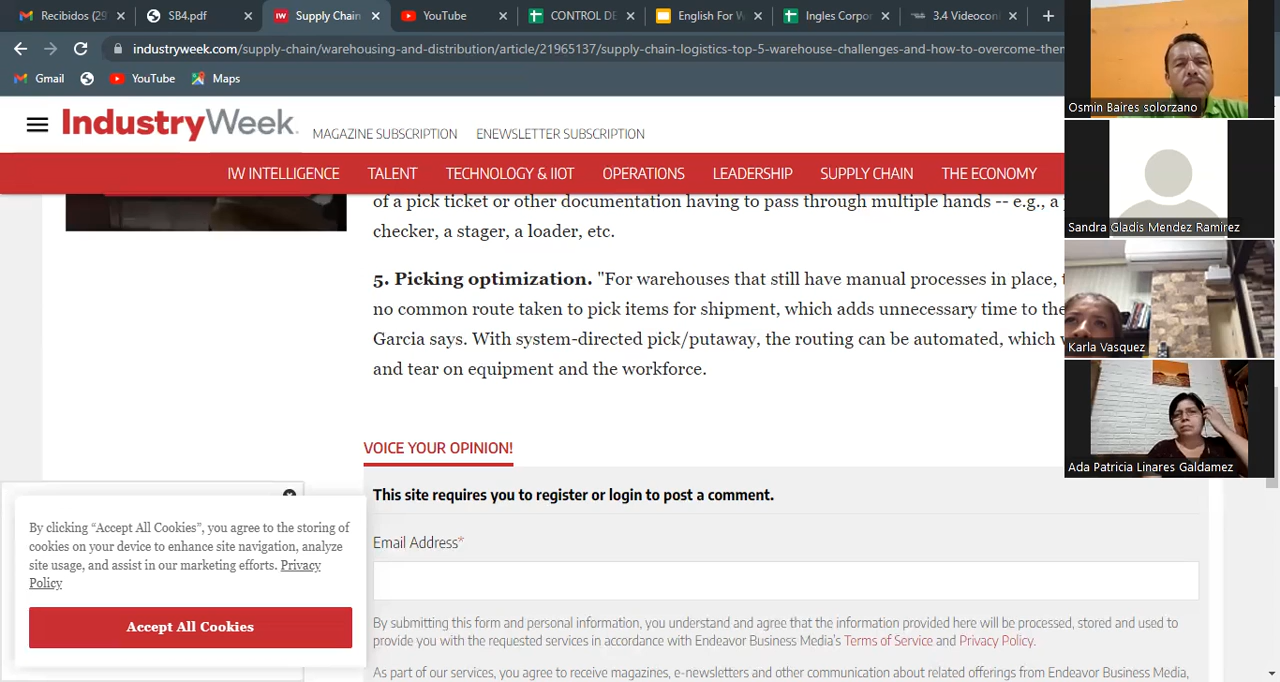 Recibidos (29
SB4.pdf
Supply Chain
YouTube
CONTROL DE
English For W
Ingles Corpor
3.4 Videocon
industryweek.com/supply-chain/warehousing-and-distribution/article/21965137/supply-chain-logistics-top-5-warehouse-challenges-and-how-to-overcome-them
Gmail
YouTube
Maps
IndustryWeek.
MAGAZINE SUBSCRIPTION
ENEWSLETTER SUBSCRIPTION
IW INTELLIGENCE
TALENT
TECHNOLOGY & IIOT
OPERATIONS
LEADERSHIP
SUPPLY CHAIN
THE ECONOMY
of a pick ticket or other documentation having to pass through multiple hands -- e.g., a
checker, a stager, a loader, etc.
5. Picking optimization. "For warehouses that still have manual processes in place,
no common route taken to pick items for shipment, which adds unnecessary time to the
Garcia says. With system-directed pick/putaway, the routing can be automated, which
and tear on equipment and the workforce.
VOICE YOUR OPINION!
This site requires you to register or login to post a comment.
Email Address*
By submitting this form and personal information, you understand and agree that the information provided here will be processed, stored and used to
provide you with the requested services in accordance with Endeavor Business Media's Terms of Service and Privacy Policy.
As part of our services, you agree to receive magazines, e-newsletters and other communication about related offerings from Endeavor Business Media,
By clicking “Accept All Cookies”, you agree to the storing of
cookies on your device to enhance site navigation, analyze
site usage, and assist in our marketing efforts. Privacy
Policy
Accept All Cookies
Osmin Baires solorzano
Sandra Gladis Mendez Ramirez
Karla Vasquez
Ada Patricia Linares Galdamez